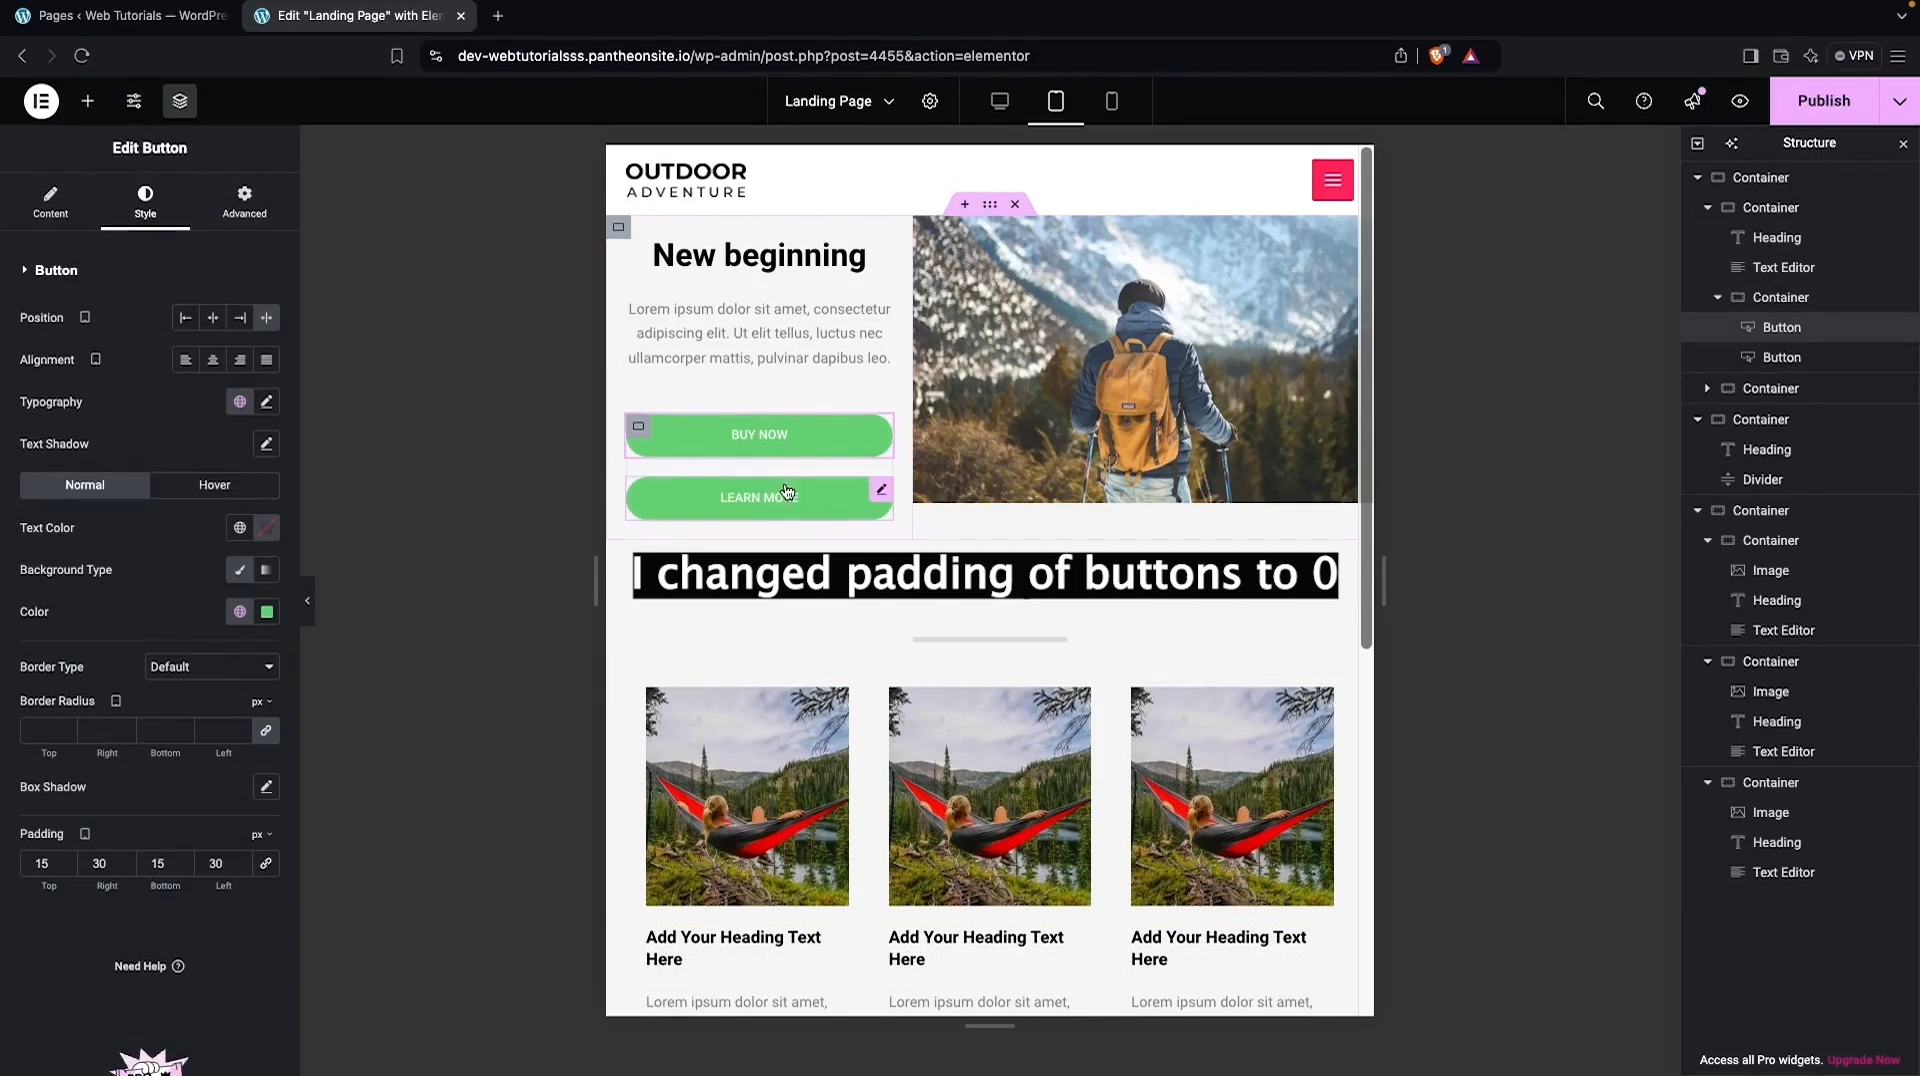 Pages ‹ Web Tutorials — WordPre
Edit "Landing Page" with Ele
dev-webtutorialsss.pantheonsite.io/wp-admin/post.php?post=4455&action=elementor
1
VPN
Landing Page
Publish
Edit Button
Content
Style
Advanced
Button
Position
Alignment
Typography
Text Shadow
Normal
Hover
Text Color
Background Type
Color
Border Type
Default
Border Radius
px
Top
Right
Bottom
Left
Box Shadow
Padding
px
15
30
15
30
Top
Right
Bottom
Left
Need Help
OUTDOOR
ADVENTURE
New beginning
Lorem ipsum dolor sit amet, consectetur
adipiscing elit. Ut elit tellus, luctus nec
ullamcorper mattis, pulvinar dapibus leo.
BUY NOW
LEARN MORE
I changed padding of buttons to 0
Add Your Heading Text
Here
Add Your Heading Text
Here
Add Your Heading Text
Here
Lorem ipsum dolor sit amet,
Lorem ipsum dolor sit amet,
Lorem ipsum dolor sit amet,
Structure
Container
Container
Heading
Text Editor
Container
Button
Button
Container
Container
Heading
Divider
Container
Container
Image
Heading
Text Editor
Container
Image
Heading
Text Editor
Container
Image
Heading
Text Editor
Access all Pro widgets. Upgrade Now